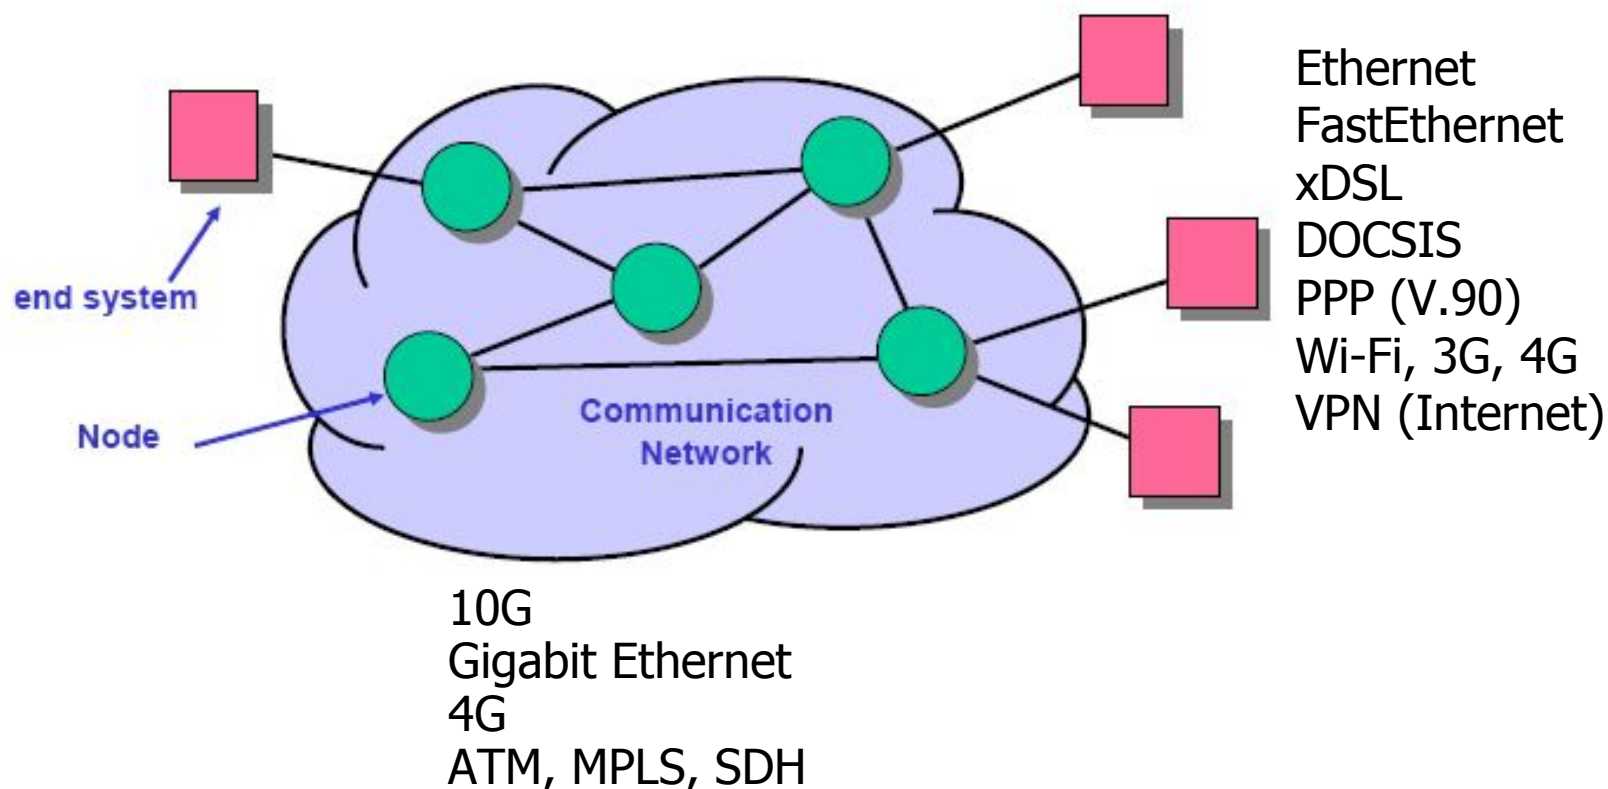 Ethernet
FastEthernet
xDSL
DOCSIS
PPP (V.90)
Wi-Fi, 3G, 4G
VPN (Internet)
end system
Node
Communication
Network
10G
Gigabit Ethernet
4G
ATM, MPLS, SDH